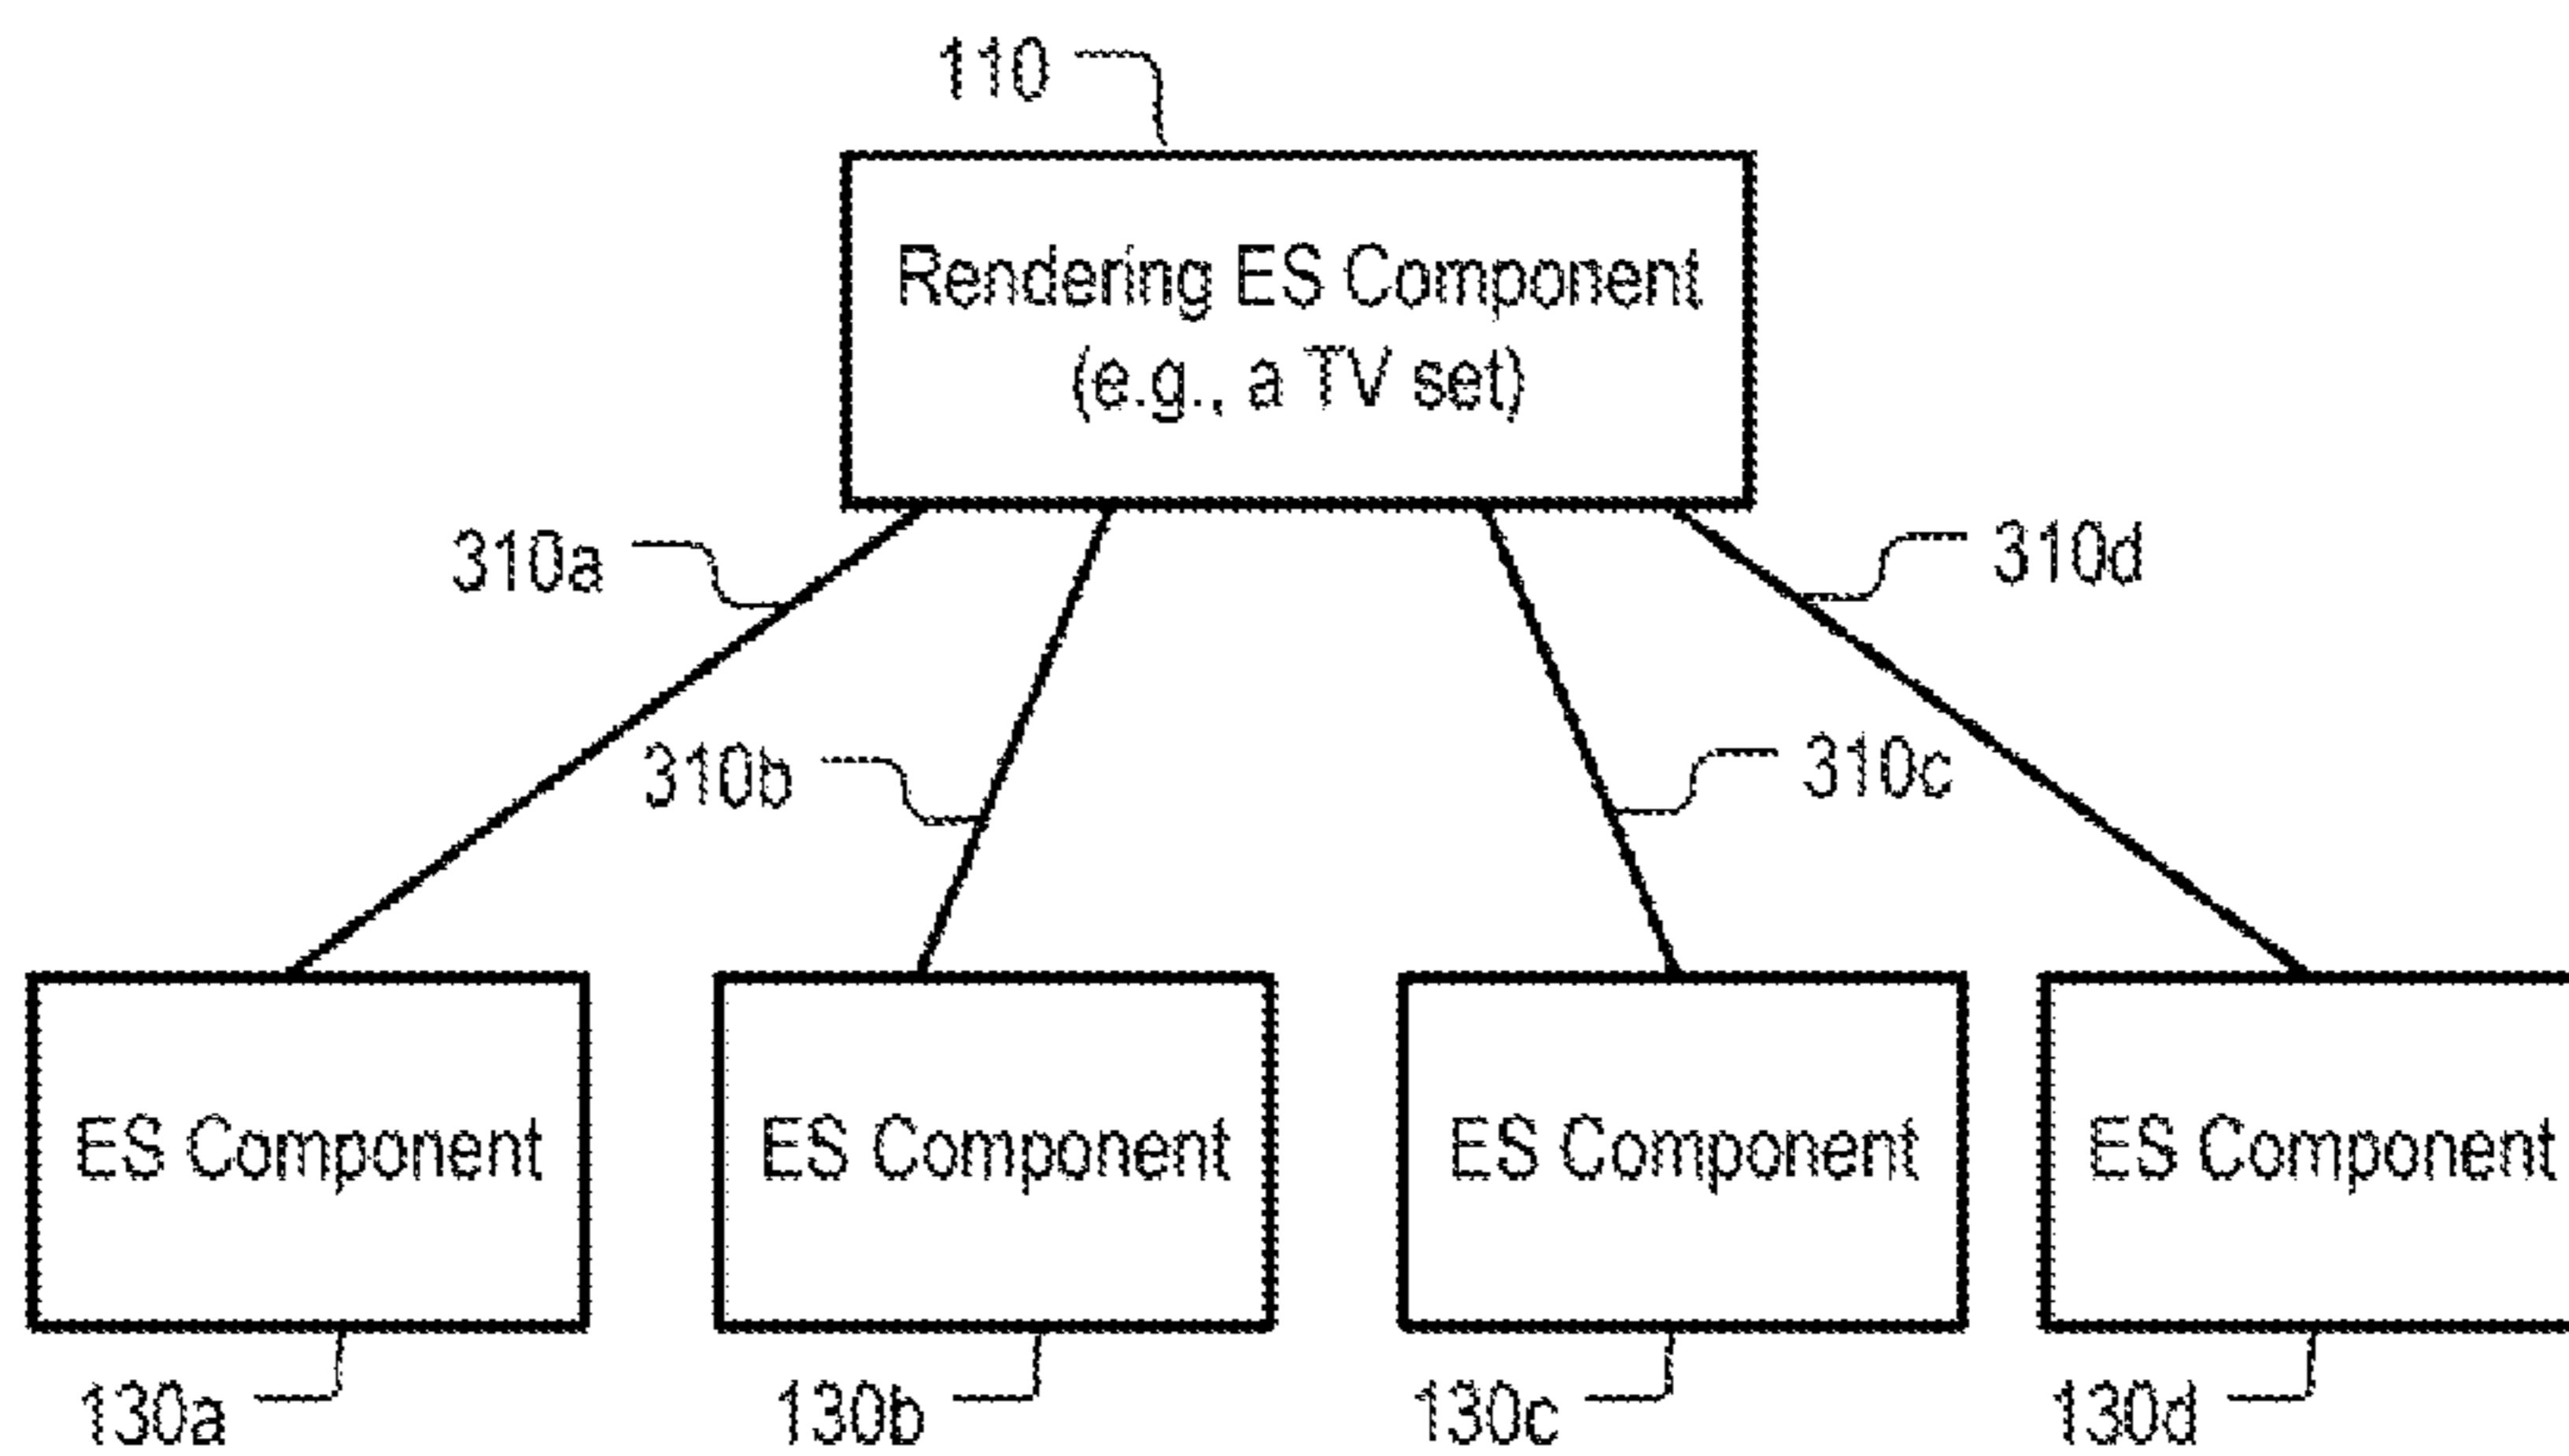 110
Rendering ES Component
(e.g., a TV set)
310a
310d
310b
310c
ES Component
ES Component
ES Component
ES Component
130a
130b
130c
130d